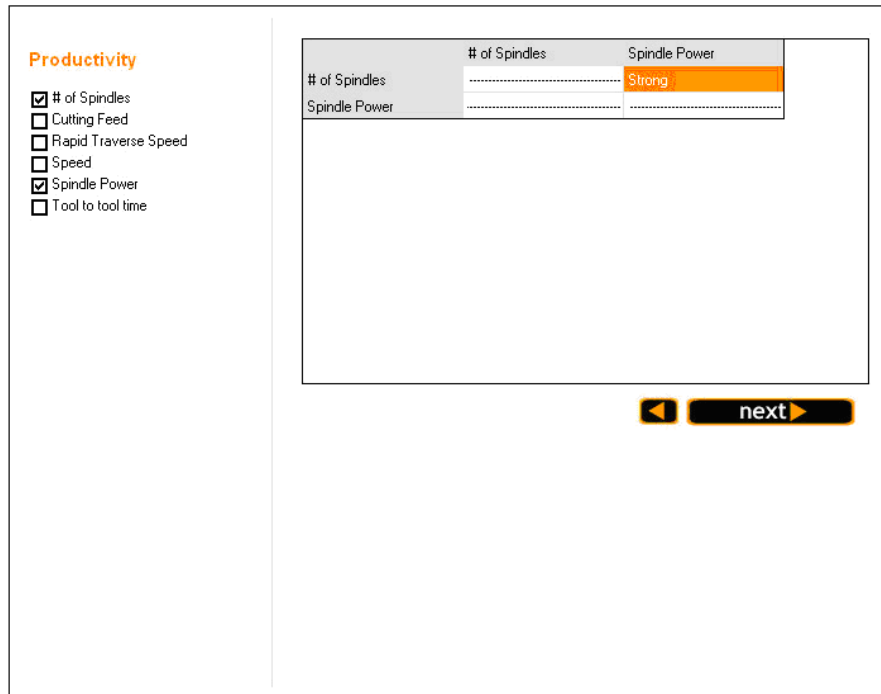 Productivity
# of Spindles
Cutting Feed
Rapid Traverse Speed
Speed
Spindle Power
Tool to tool time
# of Spindles Spindle Power
# of Spindles Strong
Spindle Power
next